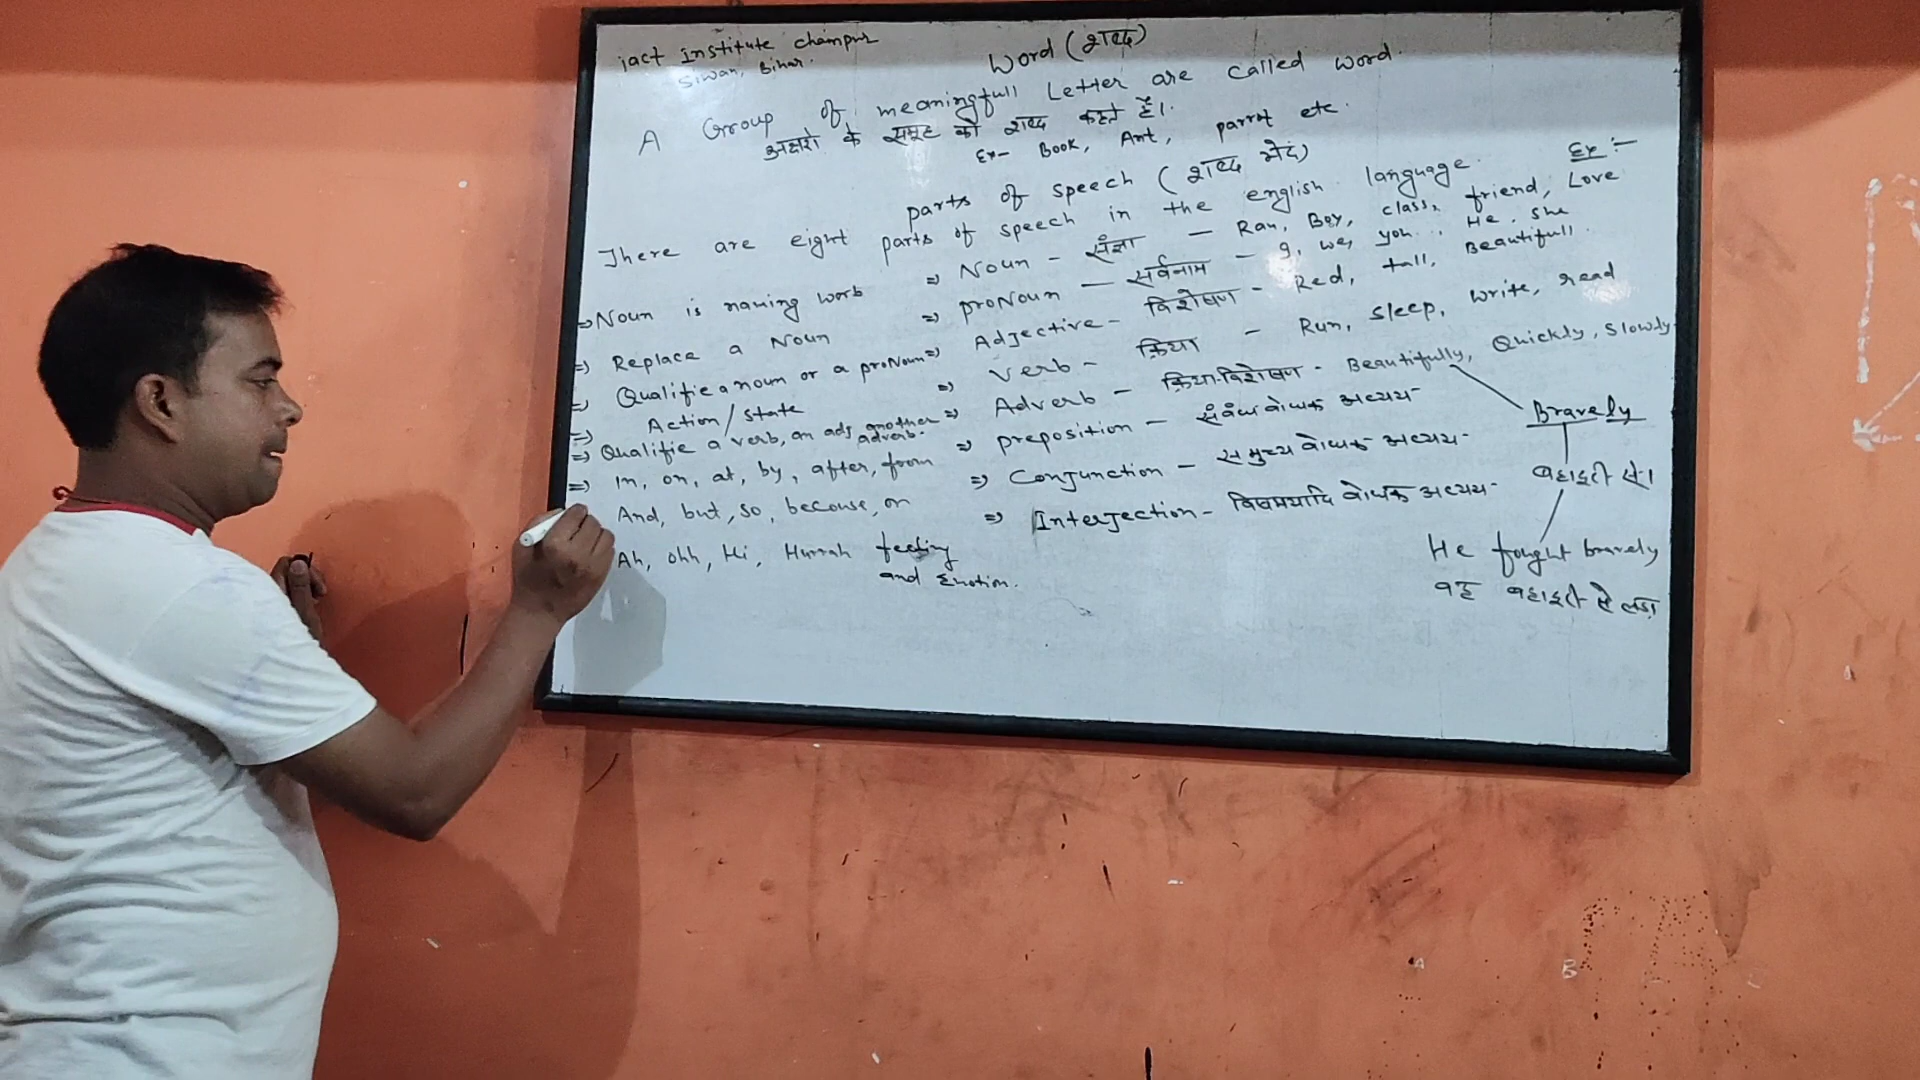 iact Institute chainpur
Siwan, Bihar.
Word (शब्द)
A Group of meaningfull Letter are called word.
अक्षरो के समूह को शब्द कहते हैं।
Ex- Book, Ant, parrot etc.
parts of speech (शब्द भेद)
There are eight parts of speech in the english language.
Ex :-
⇒ Noun is naming worb ⇒ Noun - संज्ञा - Ram, Boy, class, friend, Love
⇒ Replace a Noun ⇒ proNoun - सर्वनाम - I, we, you, He, She
⇒ Qualifie a noun or a proNoun ⇒ Adjective - विशेषण - Red, tall, Beautifull.
⇒ Action/state ⇒ verb - क्रिया - Run, sleep, write, read
⇒ Qualifie a verb, an adj another adverb. ⇒ Adverb - क्रिया-विशेषण - Beautifully, Quickly, Slowly
⇒ In, on, at, by, after, from ⇒ preposition - संबंध बोधक अव्यय-
And, but, so, becouse, or ⇒ Conjunction - समुच्य बोधक अव्यय-
Ah, ohh, Hi, Hurrah feeling and Emotion. ⇒ Interjection - विषमयादि बोधक अव्यय-
Bravely
बहादुरी से।
He fought bravely
वह बहादुरी से लड़ा
A
B